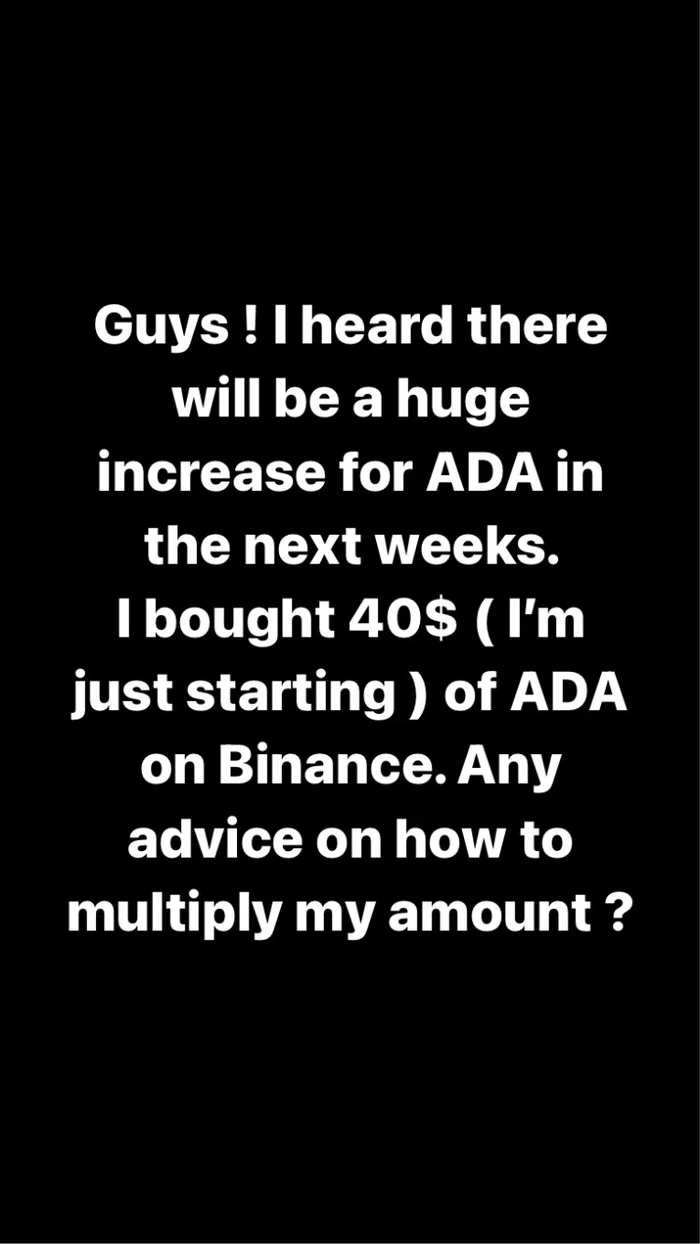 Guys ! I heard there
will be a huge
increase for ADA in
the next weeks.
I bought 40$ ( I’m
just starting ) of ADA
on Binance. Any
advice on how to
multiply my amount ?